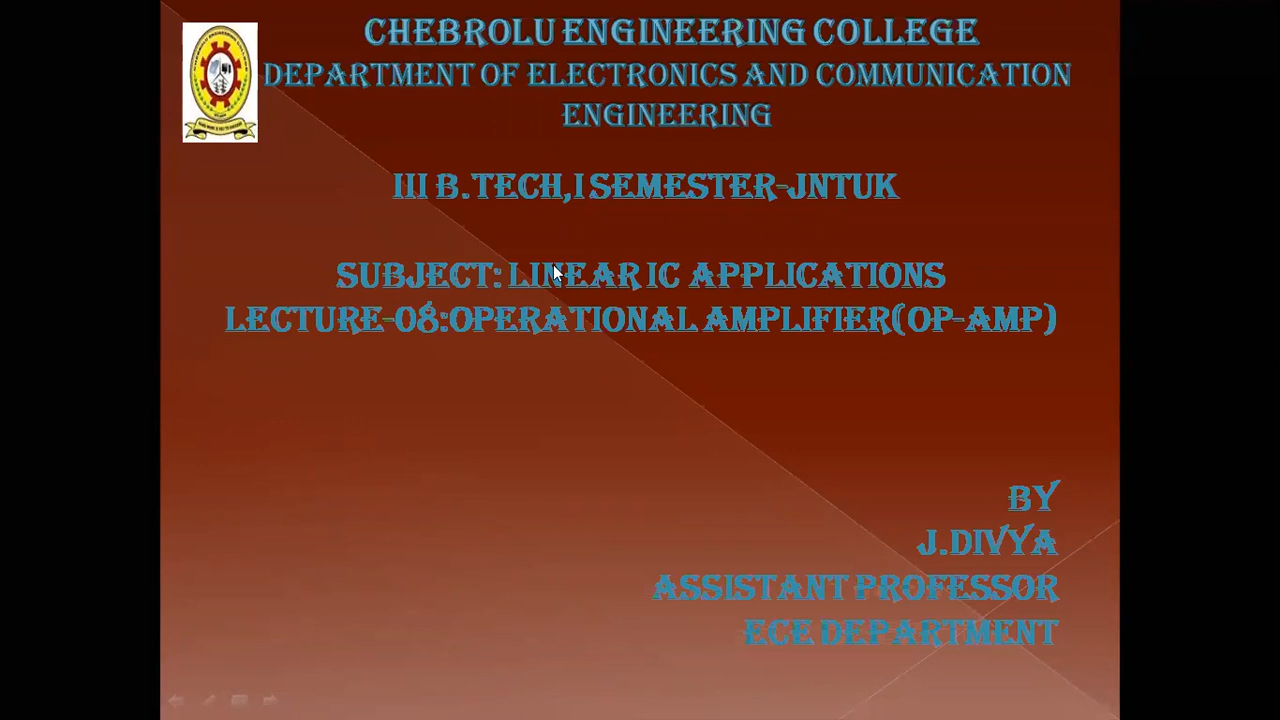 CHEBROLU ENGINEERING COLLEGE
DEPARTMENT OF ELECTRONICS AND COMMUNICATION
ENGINEERING
III B.TECH,I SEMESTER-JNTUK
SUBJECT: LINEAR IC APPLICATIONS
LECTURE-08:OPERATIONAL AMPLIFIER(OP-AMP)
BY
J.DIVYA
ASSISTANT PROFESSOR
ECE DEPARTMENT